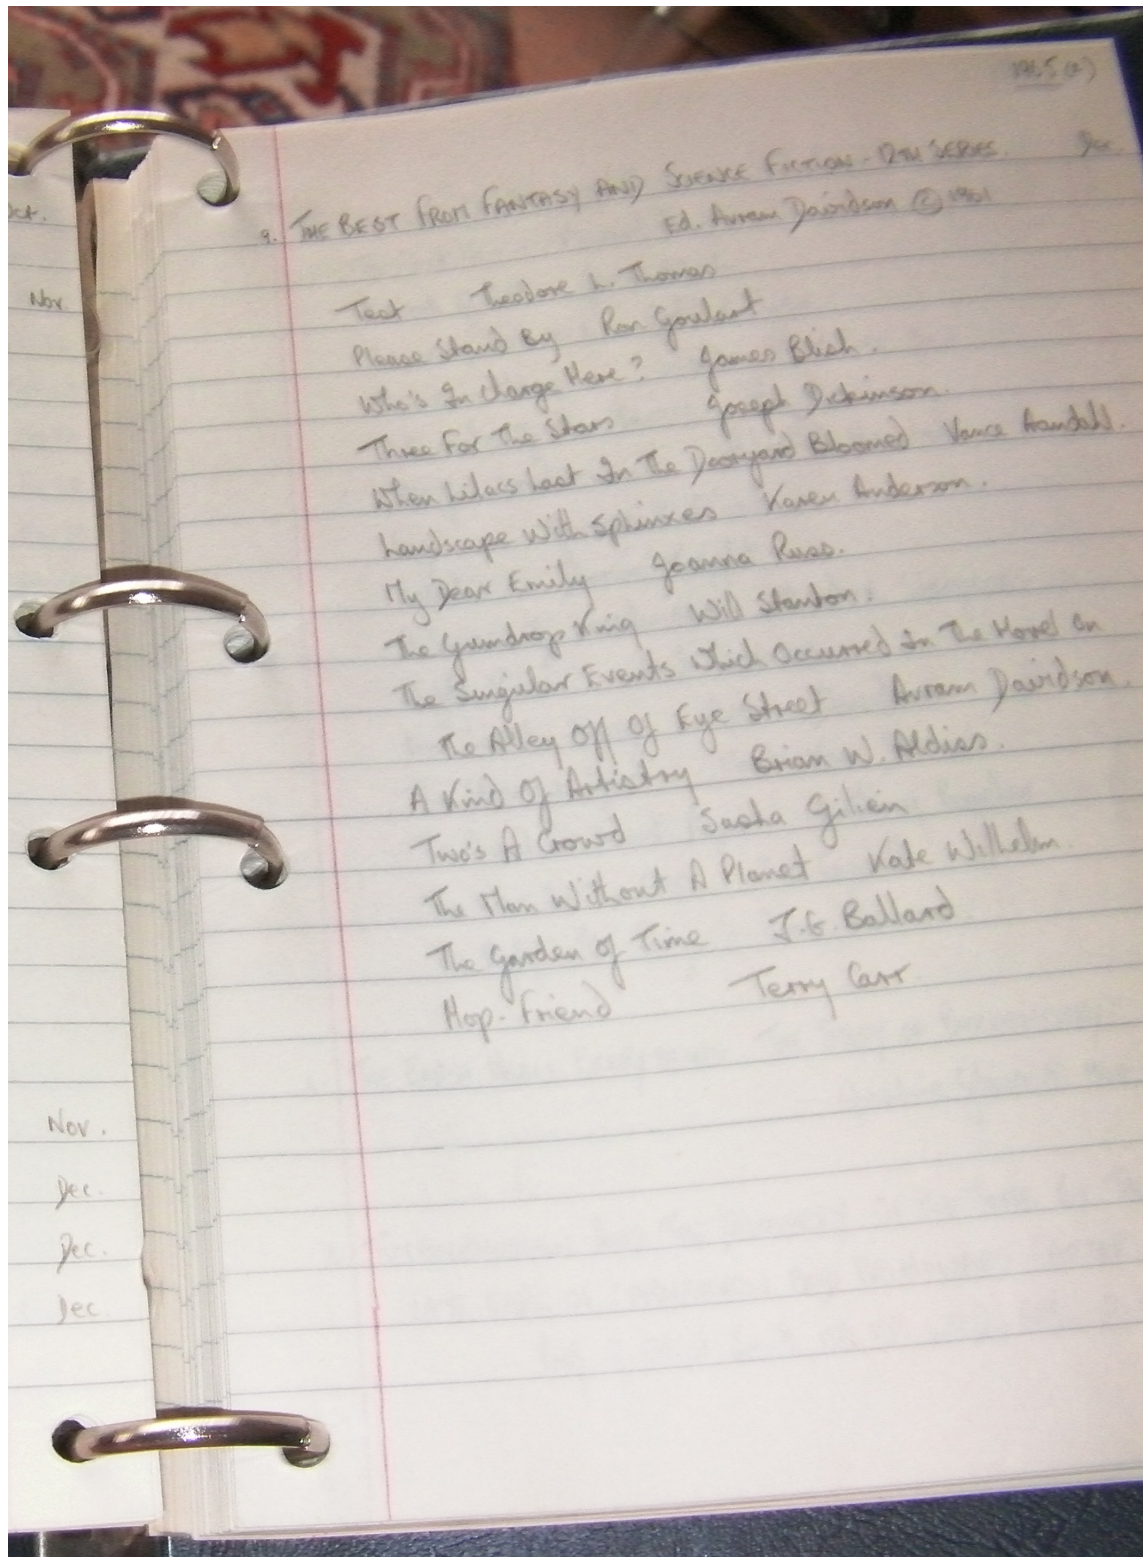 1965
Dec.
9. THE BEST FROM FANTASY AND SCIENCE FICTION - 12TH SERIES.
Ed. Avram Davidson © 1961
Test Theodore L. Thomas
Please Stand By Ron Goulart
Who's In Charge Here? James Blish.
Three For The Stars Joseph Dickinson.
When Lilacs Last In The Dooryard Bloomed Vance Aandahl.
Landscape With Sphinxes Karen Anderson.
My Dear Emily Joanna Russ.
The Gumdrop King Will Stanton.
The Singular Events Which Occurred In The Hovel On
The Alley Off Of Eye Street Avram Davidson.
A Kind Of Artistry Brian W. Aldiss.
Two's A Crowd Sasha Gilien
The Man Without A Planet Kate Wilhelm.
The Garden of Time J.G. Ballard
Hop-Friend Terry Carr.
Oct.
Nov.
Nov.
Dec.
Dec.
Dec.